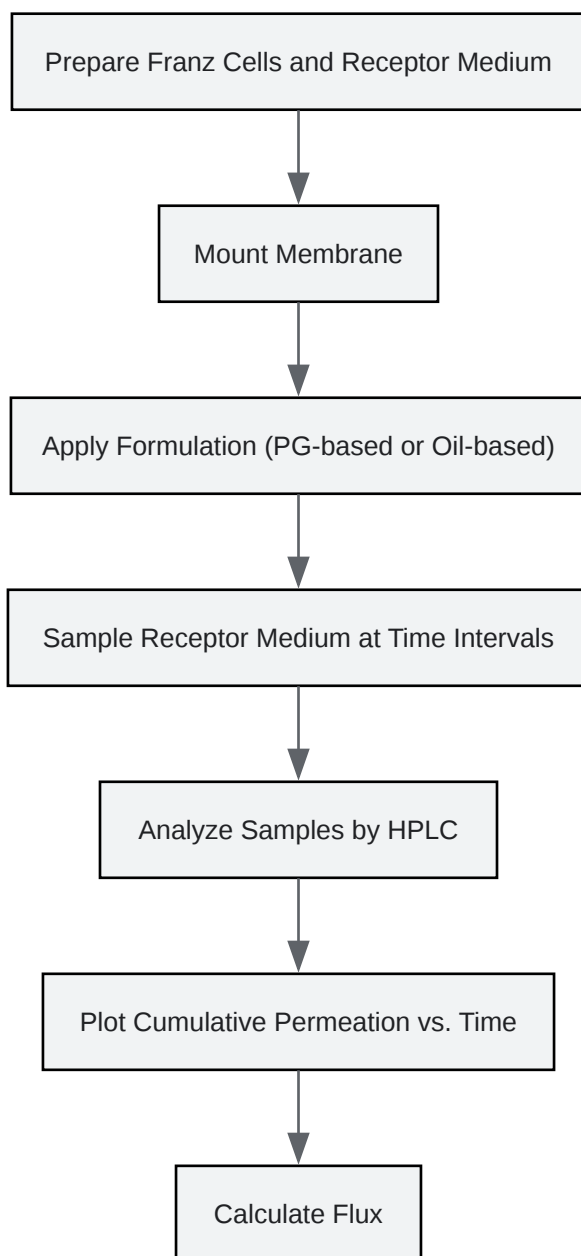 Prepare Franz Cells and Receptor Medium
Mount Membrane
Apply Formulation (PG-based or Oil-based)
Sample Receptor Medium at Time Intervals
Analyze Samples by HPLC
Plot Cumulative Permeation vs. Time
Calculate Flux